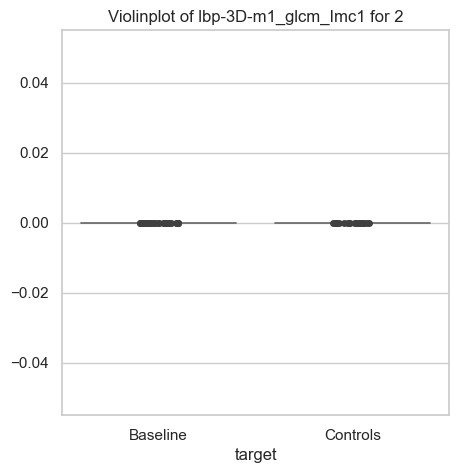 Violinplot of lbp-3D-m1_glcm_Imc1 for 2
0.04
0.02
0.00
−0.02
−0.04
Baseline
Controls
target